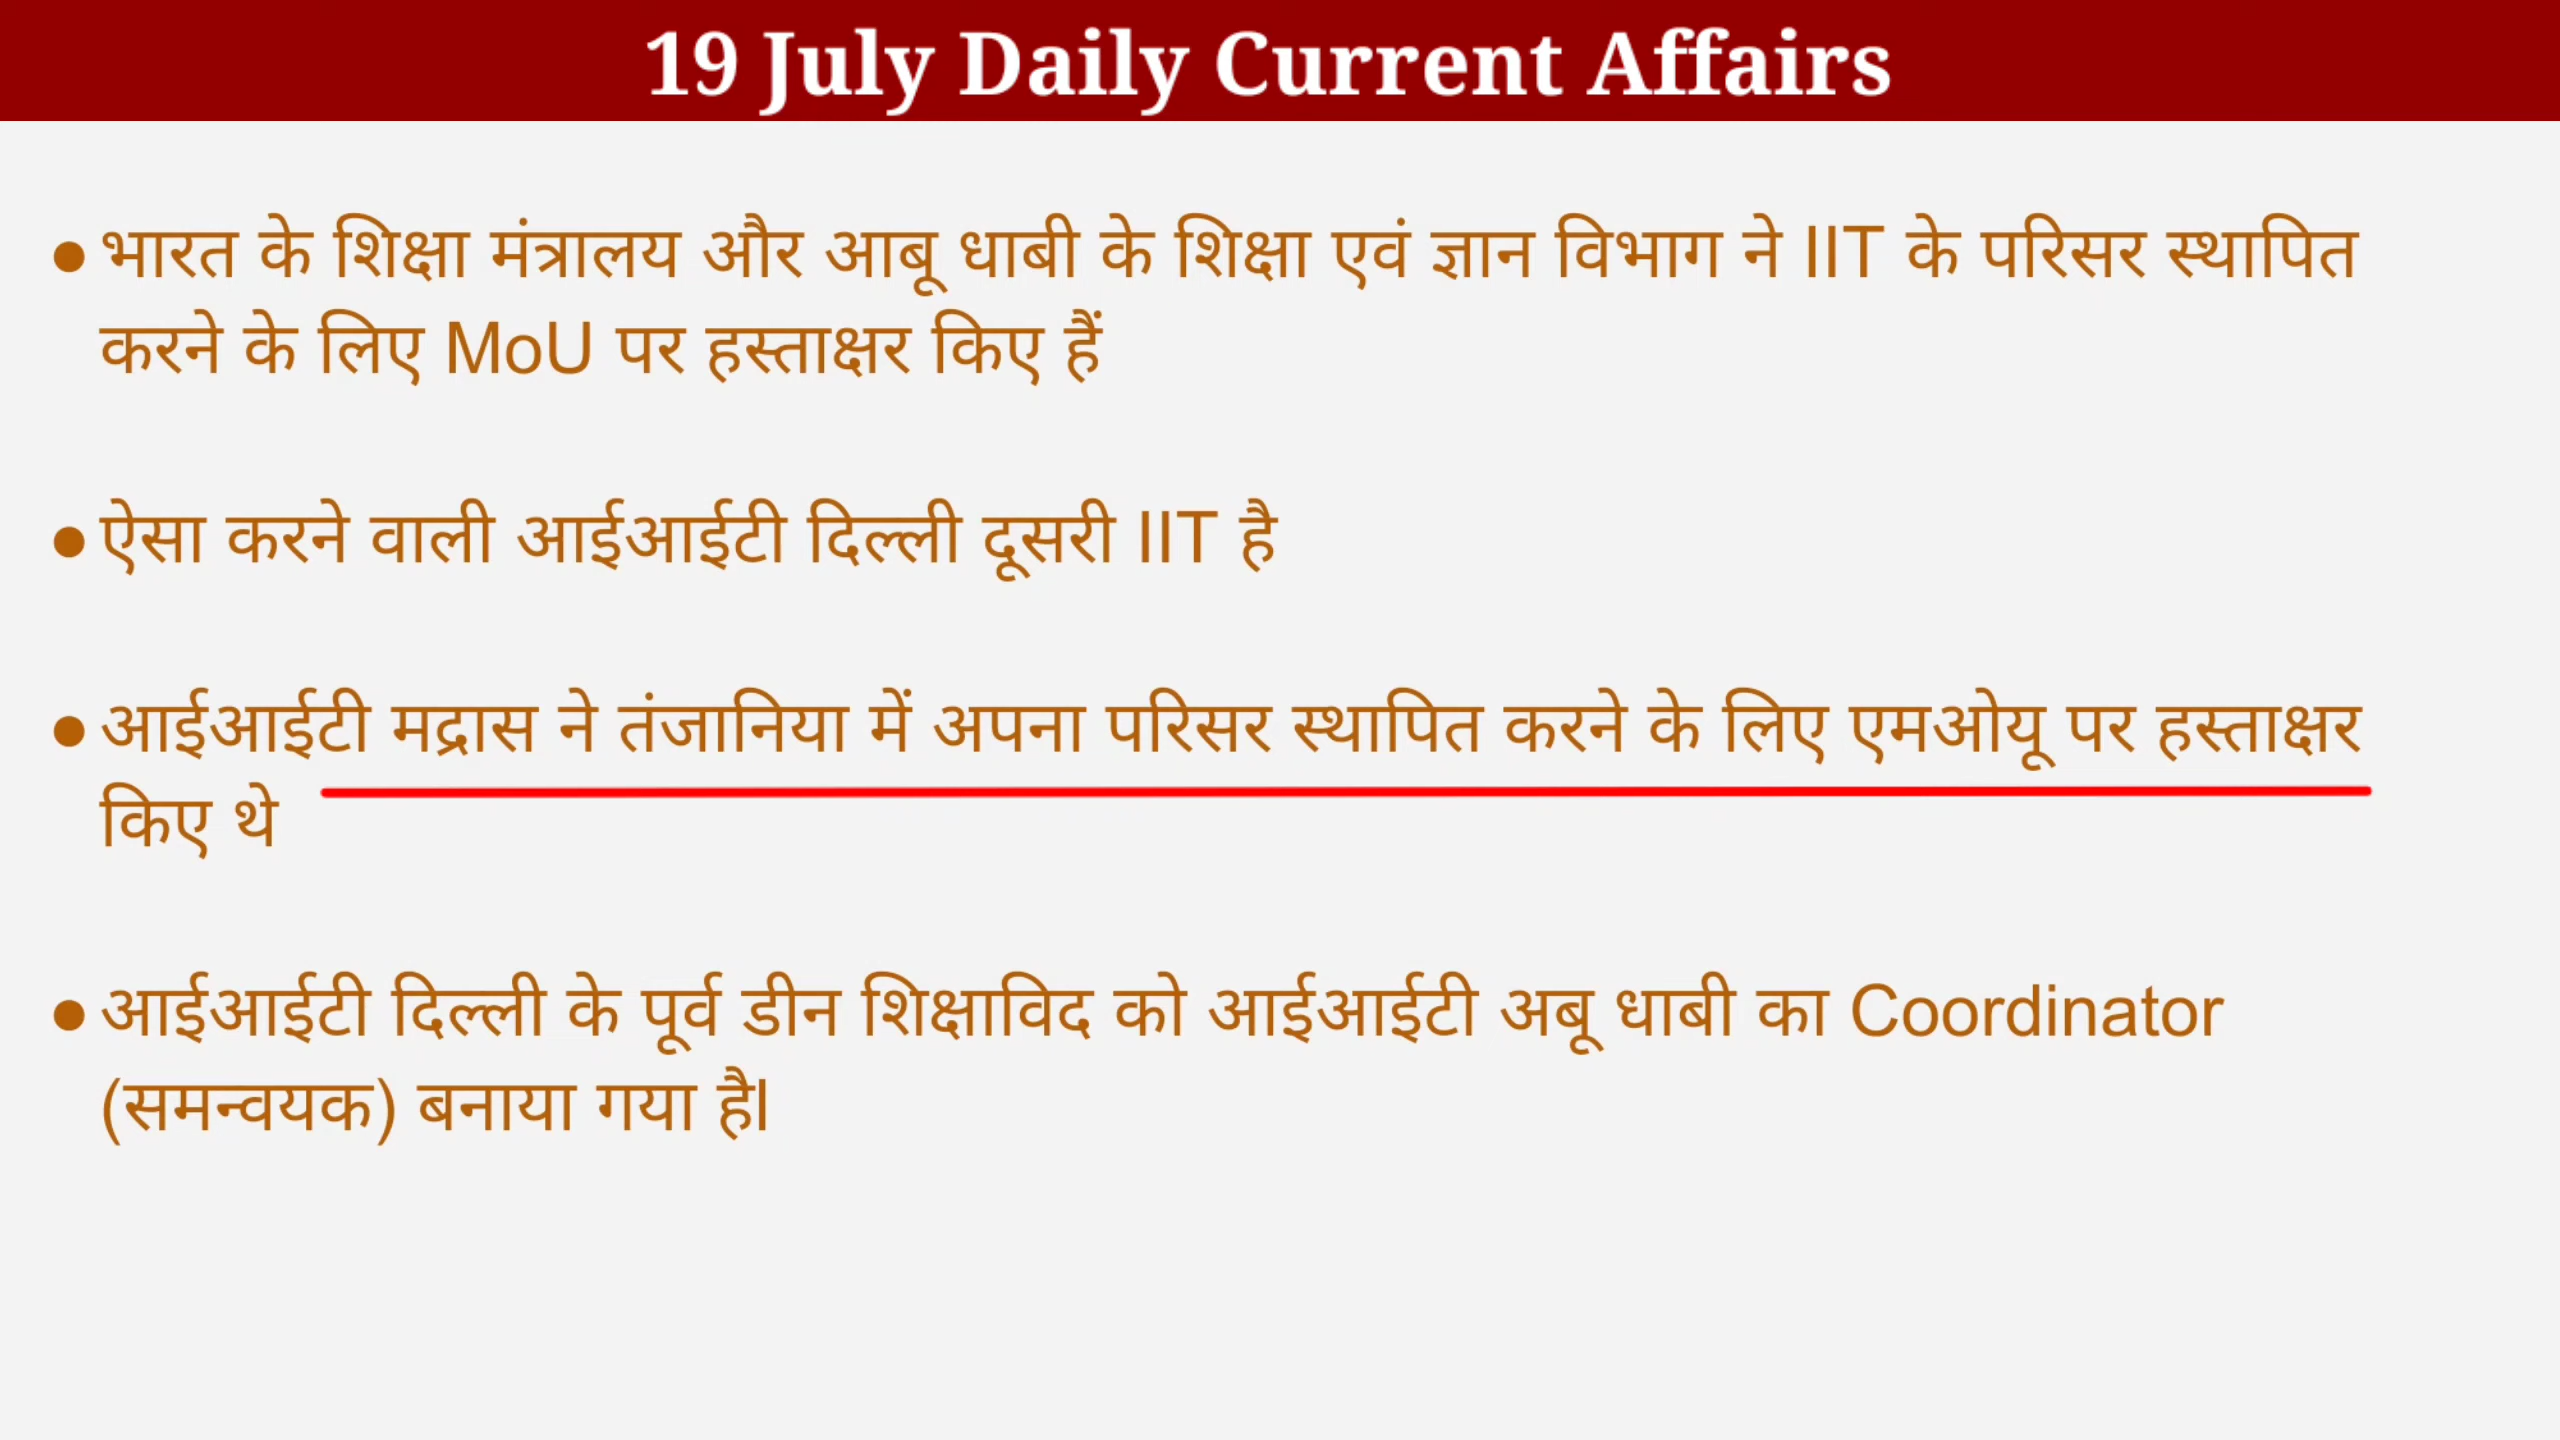 19 July Daily Current Affairs
● भारत के शिक्षा मंत्रालय और आबू धाबी के शिक्षा एवं ज्ञान विभाग ने IIT के परिसर स्थापित
करने के लिए MoU पर हस्ताक्षर किए हैं
● ऐसा करने वाली आईआईटी दिल्ली दूसरी IIT है
● आईआईटी मद्रास ने तंजानिया में अपना परिसर स्थापित करने के लिए एमओयू पर हस्ताक्षर
किए थे
● आईआईटी दिल्ली के पूर्व डीन शिक्षाविद को आईआईटी अबू धाबी का Coordinator
(समन्वयक) बनाया गया हैl